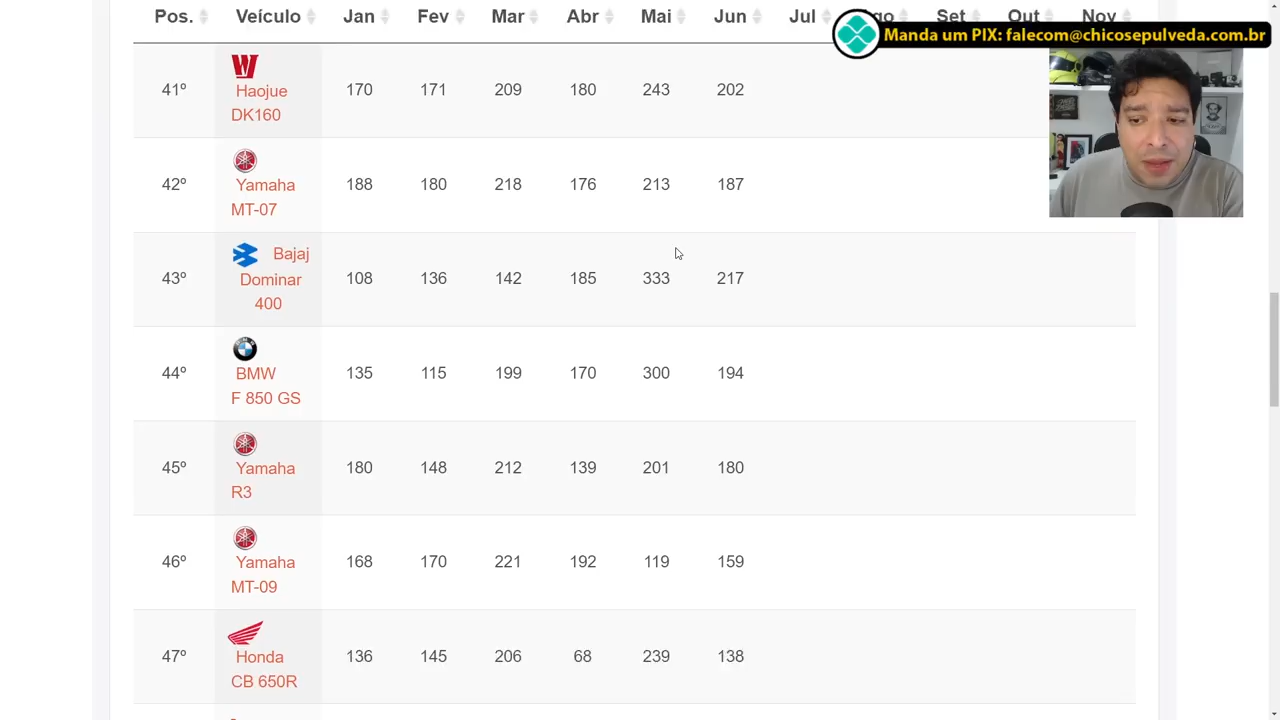 Pos. Veículo Jan Fev Mar Abr Mai Jun Jul go Set Out Nov
Manda um PIX: falecom@chicosepulveda.com.br
41º Haojue DK160 170 171 209 180 243 202
42º Yamaha MT-07 188 180 218 176 213 187
43º Bajaj Dominar 400 108 136 142 185 333 217
44º BMW F 850 GS 135 115 199 170 300 194
45º Yamaha R3 180 148 212 139 201 180
46º Yamaha MT-09 168 170 221 192 119 159
47º Honda CB 650R 136 145 206 68 239 138